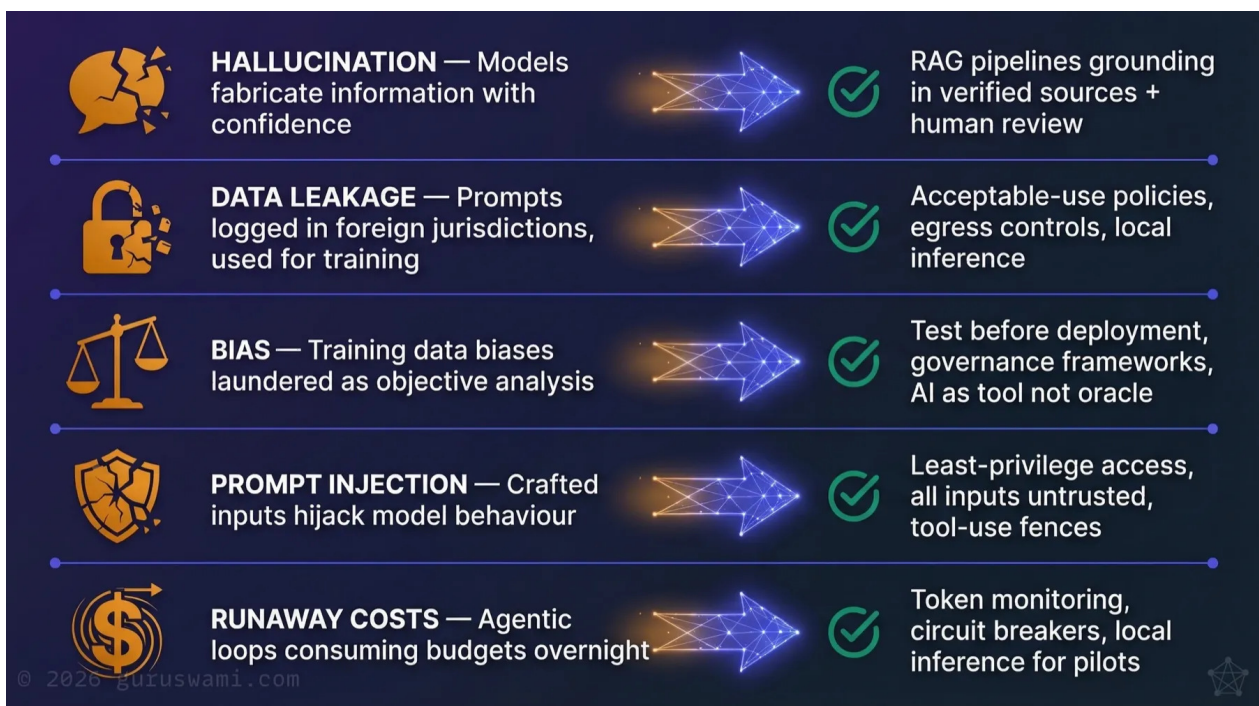 HALLUCINATION — Models
fabricate information with
confidence
RAG pipelines grounding
in verified sources +
human review
DATA LEAKAGE — Prompts
logged in foreign jurisdictions,
used for training
Acceptable-use policies,
egress controls, local
inference
BIAS — Training data biases
laundered as objective analysis
Test before deployment,
governance frameworks,
AI as tool not oracle
PROMPT INJECTION — Crafted
inputs hijack model behaviour
Least-privilege access,
all inputs untrusted,
tool-use fences
RUNAWAY COSTS — Agentic
loops consuming budgets overnight
Token monitoring,
circuit breakers, local
inference for pilots
© 2026 guruswami.com